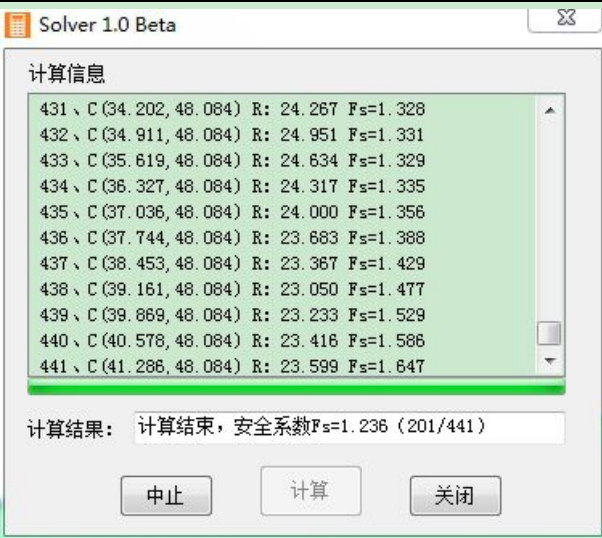 Solver 1.0 Beta
计算信息
431、C(34.202,48.084) R: 24.267 Fs=1.328
432、C(34.911,48.084) R: 24.951 Fs=1.331
433、C(35.619,48.084) R: 24.634 Fs=1.329
434、C(36.327,48.084) R: 24.317 Fs=1.335
435、C(37.036,48.084) R: 24.000 Fs=1.356
436、C(37.744,48.084) R: 23.683 Fs=1.388
437、C(38.453,48.084) R: 23.367 Fs=1.429
438、C(39.161,48.084) R: 23.050 Fs=1.477
439、C(39.869,48.084) R: 23.233 Fs=1.529
440、C(40.578,48.084) R: 23.416 Fs=1.586
441、C(41.286,48.084) R: 23.599 Fs=1.647
计算结果： 计算结束，安全系数Fs=1.236（201/441）
中止 计算 关闭